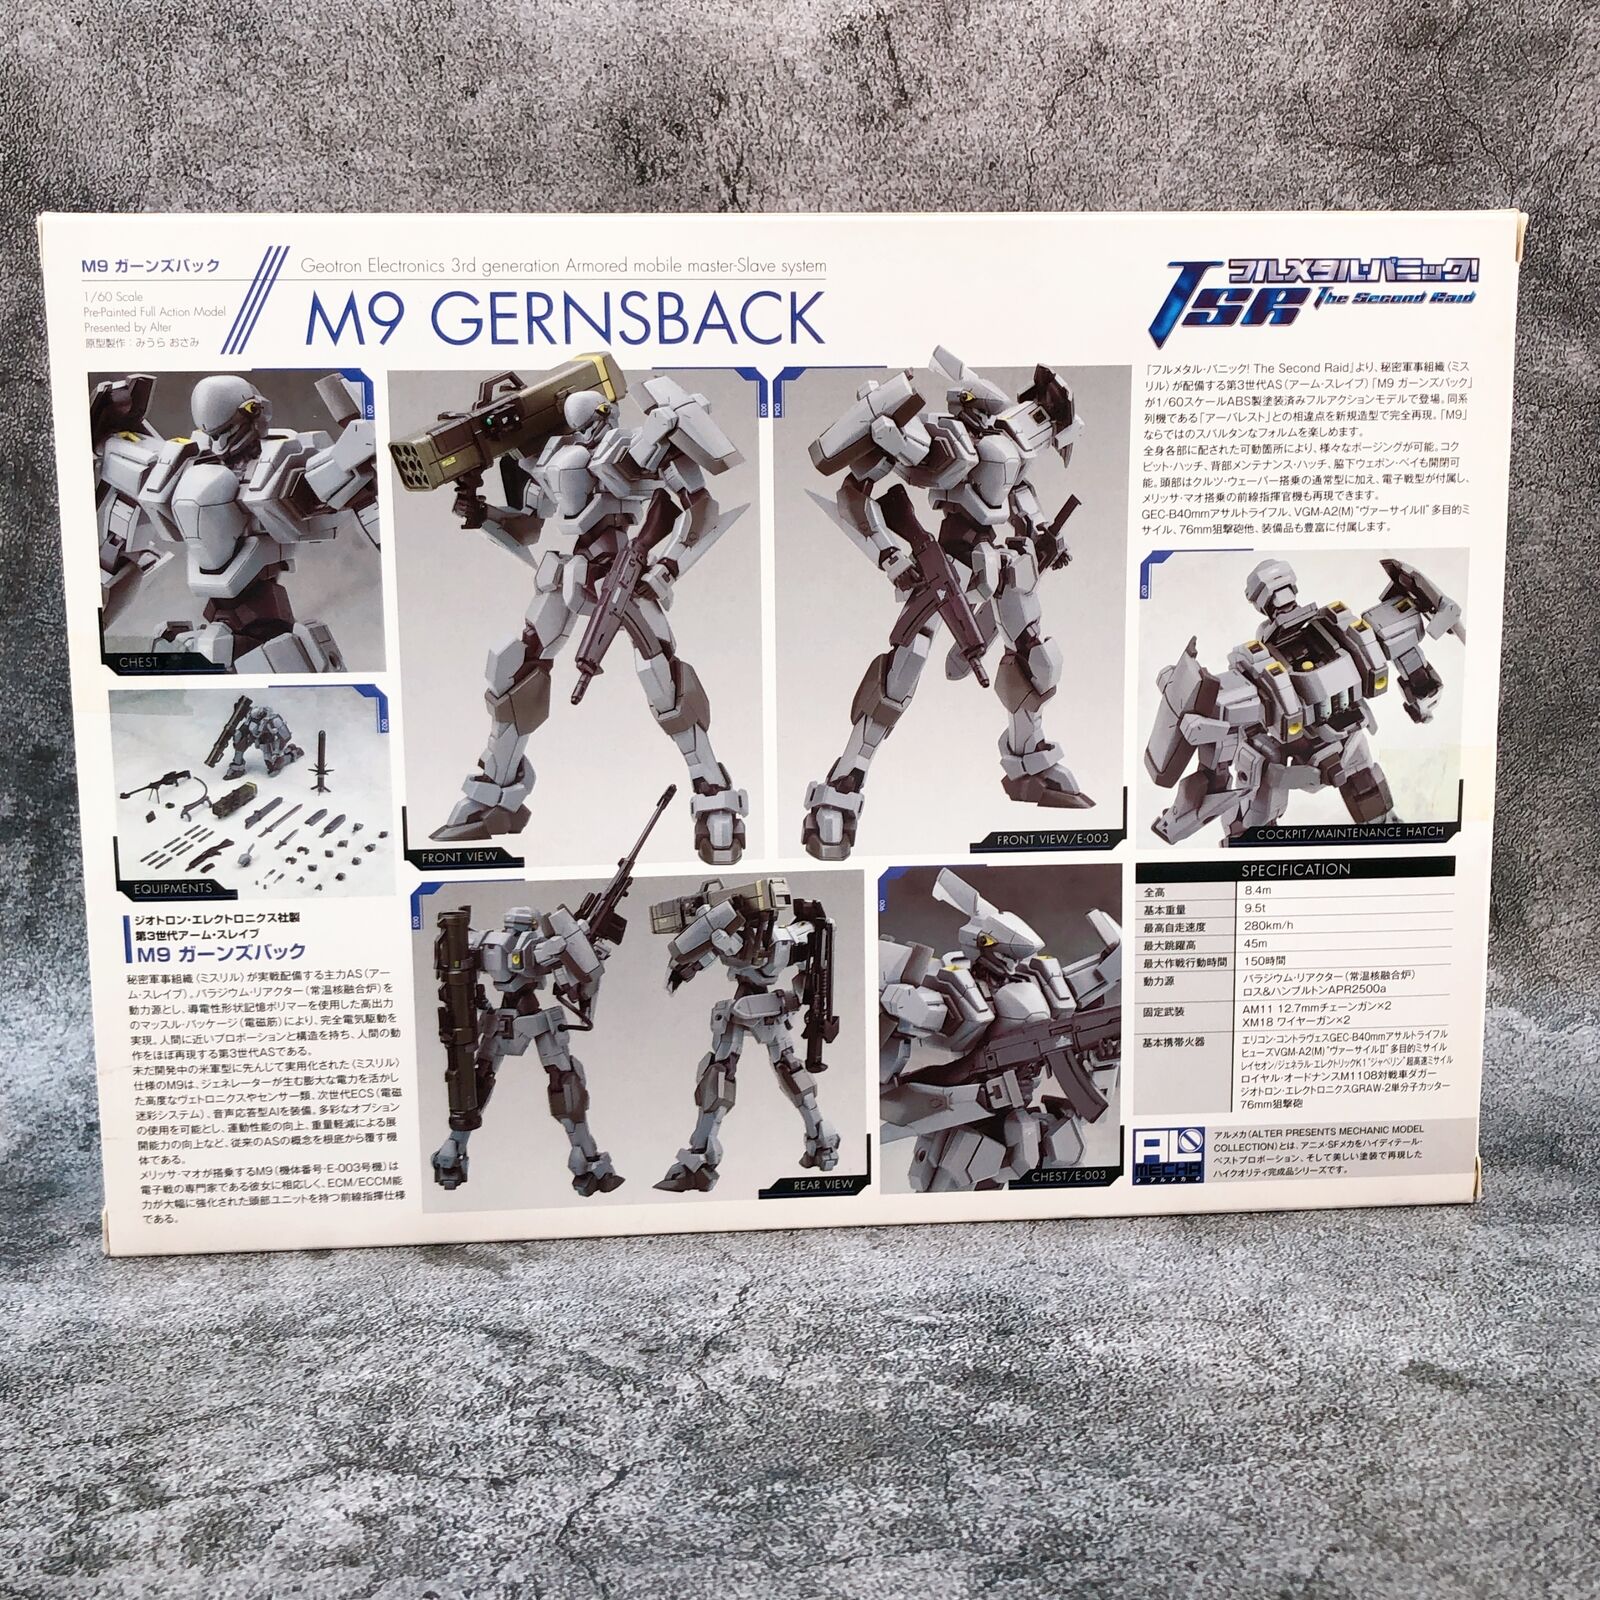 M9 ガーンズバック
1/60 Scale
Pre-Painted Full Action Model
Presented by Alter
原型製作：みうら おさみ
Geotron Electronics 3rd generation Armored mobile master-Slave system
M9 GERNSBACK
フルメタル・パニック!
TSR The Second Raid
「フルメタル・パニック! The Second Raid」より、秘密軍事組織〈ミス
リル〉が配備する第3世代AS（アーム・スレイブ）「M9 ガーンズバック」
が1/60スケールABS製塗装済みフルアクションモデルで登場。同系
列機である「アーバレスト」との相違点を新規造型で完全再現。「M9」
ならではのスパルタンなフォルムを楽しめます。
全身各部に配された可動箇所により、様々なポージングが可能。コク
ピット・ハッチ、背部メンテナンス・ハッチ、脇下ウェポン・ベイも開閉可
能。頭部はクルツ・ウェーバー搭乗の通常型に加え、電子戦型が付属し、
メリッサ・マオ搭乗の前線指揮官機も再現できます。
GEC-B40mmアサルトライフル、VGM-A2(M)"ヴァーサイルII"多目的ミ
サイル、76mm狙撃砲他、装備品も豊富に付属します。
001
CHEST
003
FRONT VIEW
004
FRONT VIEW/E-003
007
COCKPIT/MAINTENANCE HATCH
002
EQUIPMENTS
ジオトロン・エレクトロニクス社製
第3世代アーム・スレイブ
M9 ガーンズバック
秘密軍事組織〈ミスリル〉が実戦配備する主力AS（アー
ム・スレイブ）。パラジウム・リアクター（常温核融合炉）を
動力源とし、導電性形状記憶ポリマーを使用した高出力
のマッスル・パッケージ（電磁筋）により、完全電気駆動を
実現。人間に近いプロポーションと構造を持ち、人間の動
作をほぼ再現する第3世代ASである。
未だ開発中の米軍型に先んじて実用化された〈ミスリル〉
仕様のM9は、ジェネレーターが生む膨大な電力を活かし
た高度なヴェトロニクスやセンサー類、次世代ECS（電磁
迷彩システム）、音声応答型AIを装備。多彩なオプション
の使用を可能とし、運動性能の向上、重量軽減による展
開能力の向上など、従来のASの概念を根底から覆す機
体である。
メリッサ・マオが搭乗するM9（機体番号・E-003号機）は
電子戦の専門家である彼女に相応しく、ECM/ECCM能
力が大幅に強化された頭部ユニットを持つ前線指揮仕様
である。
REAR VIEW
006
CHEST/E-003
SPECIFICATION
全高 8.4m
基本重量 9.5t
最高自走速度 280km/h
最大跳躍高 45m
最大作戦行動時間 150時間
動力源 パラジウム・リアクター（常温核融合炉）
ロス&ハンブルトンAPR2500a
固定武装 AM11 12.7mmチェーンガン×2
XM18 ワイヤーガン×2
基本携帯火器 エリコン・コントラヴェスGEC-B40mmアサルトライフル
ヒューズVGM-A2(M)"ヴァーサイルII"多目的ミサイル
レイセオン/ジェネラル・エレクトリックK1"ジャベリン"超高速ミサイル
ロイヤル・オードナンスM1108対戦車ダガー
ジオトロン・エレクトロニクスGRAW-2単分子カッター
76mm狙撃砲
ALMECHA
アルメカ
アルメカ（ALTER PRESENTS MECHANIC MODEL
COLLECTION）とは、アニメ・SFメカをハイディテール・
ベストプロポーション、そして美しい塗装で再現した
ハイクオリティ完成品シリーズです。